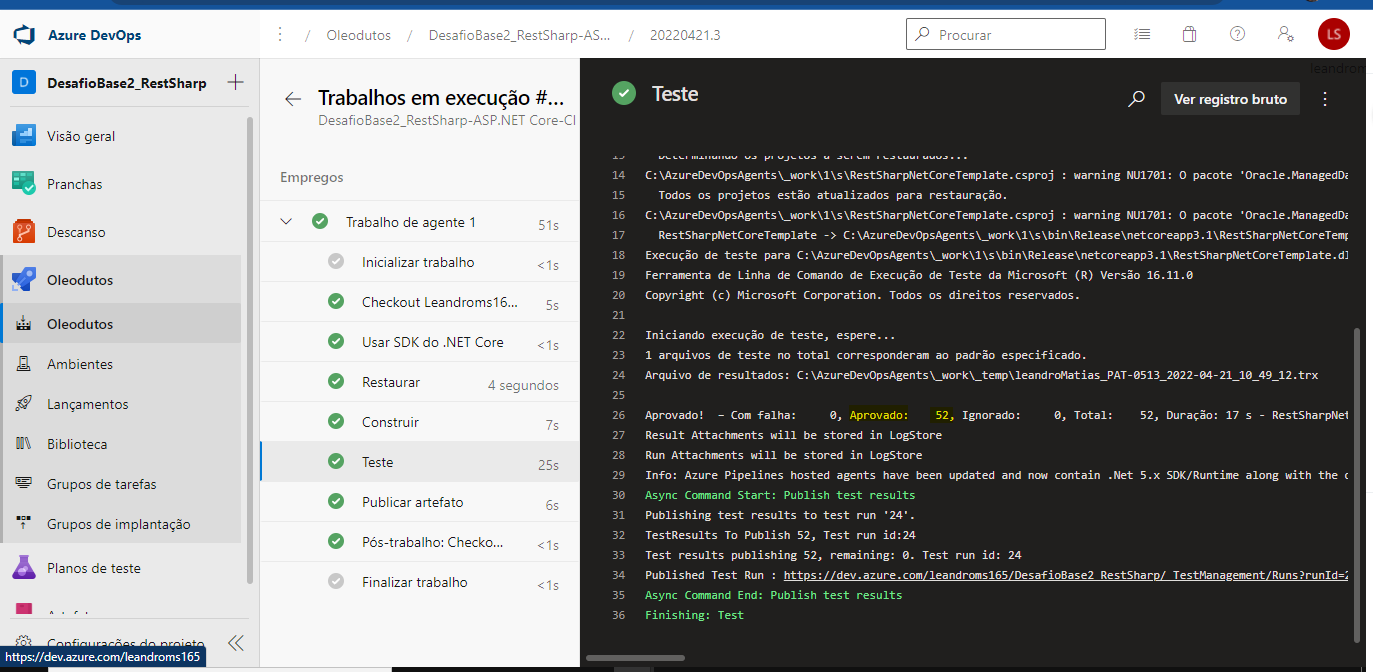 Azure DevOps
⋮ / Oleodutos / DesafioBase2_RestSharp-AS... / 20220421.3
Procurar
LS
leandrom
D DesafioBase2_RestSharp +
Visão geral
Pranchas
Descanso
Oleodutos
Oleodutos
Ambientes
Lançamentos
Biblioteca
Grupos de tarefas
Grupos de implantação
Planos de teste
Configurações do projeto
https://dev.azure.com/leandroms165
Trabalhos em execução #...
DesafioBase2_RestSharp-ASP.NET Core-CI
Empregos
Trabalho de agente 1 51s
Inicializar trabalho <1s
Checkout Leandroms16... 5s
Usar SDK do .NET Core <1s
Restaurar 4 segundos
Construir 7s
Teste 25s
Publicar artefato 6s
Pós-trabalho: Checko... <1s
Finalizar trabalho <1s
Teste
Ver registro bruto
13 Determinando os projetos a serem restaurados...
14 C:\AzureDevOpsAgents\_work\1\s\RestSharpNetCoreTemplate.csproj : warning NU1701: O pacote 'Oracle.ManagedDa
15 Todos os projetos estão atualizados para restauração.
16 C:\AzureDevOpsAgents\_work\1\s\RestSharpNetCoreTemplate.csproj : warning NU1701: O pacote 'Oracle.ManagedDa
17 RestSharpNetCoreTemplate -> C:\AzureDevOpsAgents\_work\1\s\bin\Release\netcoreapp3.1\RestSharpNetCoreTemp
18 Execução de teste para C:\AzureDevOpsAgents\_work\1\s\bin\Release\netcoreapp3.1\RestSharpNetCoreTemplate.dl
19 Ferramenta de Linha de Comando de Execução de Teste da Microsoft (R) Versão 16.11.0
20 Copyright (c) Microsoft Corporation. Todos os direitos reservados.
21
22 Iniciando execução de teste, espere...
23 1 arquivos de teste no total corresponderam ao padrão especificado.
24 Arquivo de resultados: C:\AzureDevOpsAgents\_work\_temp\leandroMatias_PAT-0513_2022-04-21_10_49_12.trx
25
26 Aprovado! – Com falha: 0, Aprovado: 52, Ignorado: 0, Total: 52, Duração: 17 s - RestSharpNet
27 Result Attachments will be stored in LogStore
28 Run Attachments will be stored in LogStore
29 Info: Azure Pipelines hosted agents have been updated and now contain .Net 5.x SDK/Runtime along with the o
30 Async Command Start: Publish test results
31 Publishing test results to test run '24'.
32 TestResults To Publish 52, Test run id:24
33 Test results publishing 52, remaining: 0. Test run id: 24
34 Published Test Run : https://dev.azure.com/leandroms165/DesafioBase2_RestSharp/_TestManagement/Runs?runId=2
35 Async Command End: Publish test results
36 Finishing: Test